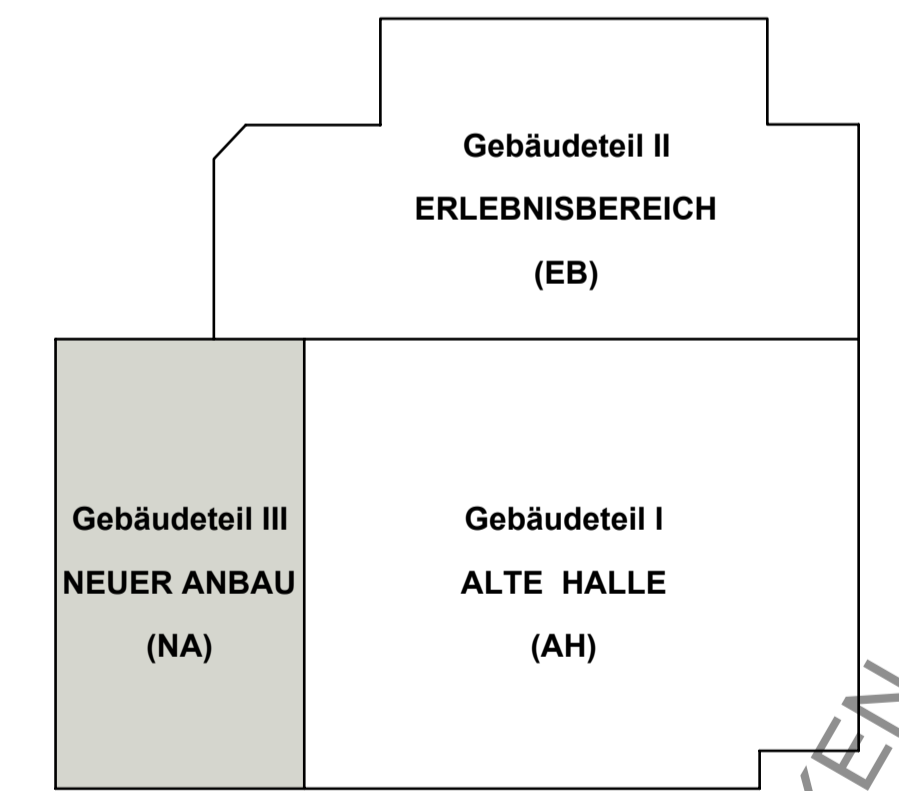 Gebäudeteil II
ERLEBNISBEREICH
(EB)
Gebäudeteil III
NEUER ANBAU
(NA)
Gebäudeteil I
ALTE HALLE
(AH)